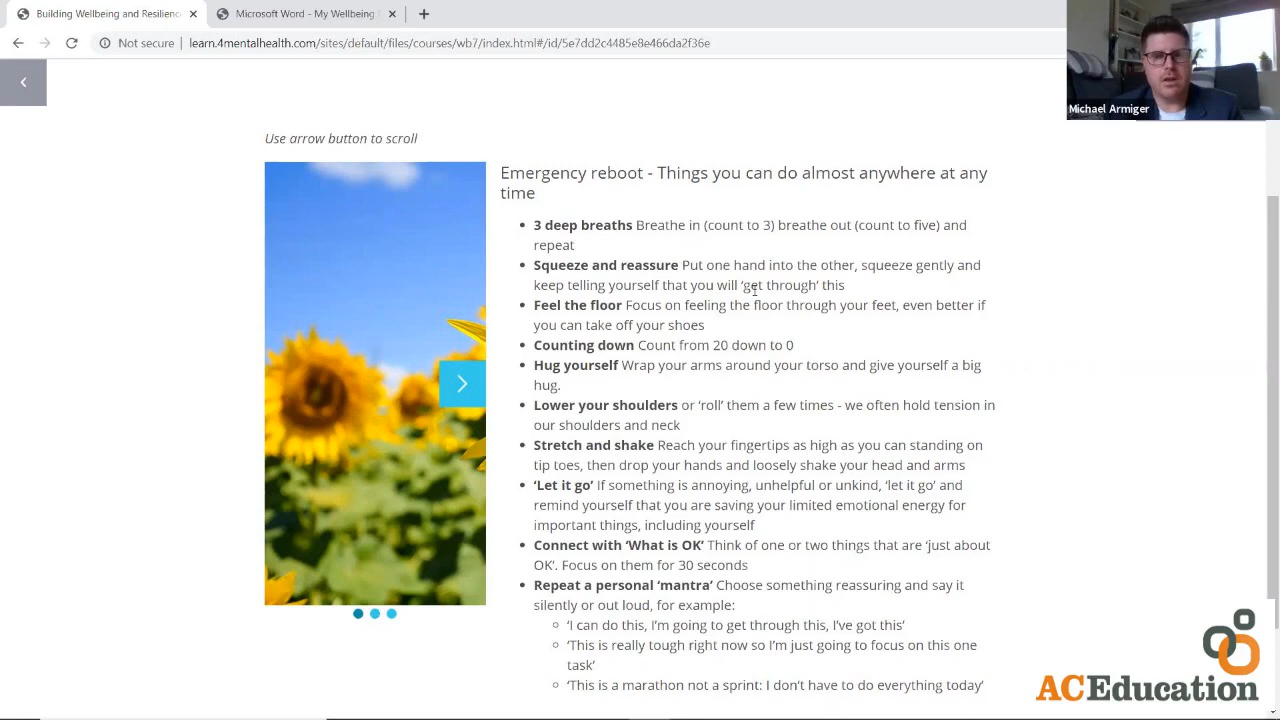 Building Wellbeing and Resilience
Microsoft Word - My Wellbeing
Not secure
learn.4mentalhealth.com/sites/default/files/courses/wb7/index.html#/id/5e7dd2c4485e8e466da2f36e
Michael Armiger
Use arrow button to scroll
Emergency reboot - Things you can do almost anywhere at any
time
• 3 deep breaths Breathe in (count to 3) breathe out (count to five) and
repeat
• Squeeze and reassure Put one hand into the other, squeeze gently and
keep telling yourself that you will ‘get through’ this
• Feel the floor Focus on feeling the floor through your feet, even better if
you can take off your shoes
• Counting down Count from 20 down to 0
• Hug yourself Wrap your arms around your torso and give yourself a big
hug.
• Lower your shoulders or ‘roll’ them a few times - we often hold tension in
our shoulders and neck
• Stretch and shake Reach your fingertips as high as you can standing on
tip toes, then drop your hands and loosely shake your head and arms
• ‘Let it go’ If something is annoying, unhelpful or unkind, ‘let it go’ and
remind yourself that you are saving your limited emotional energy for
important things, including yourself
• Connect with ‘What is OK’ Think of one or two things that are ‘just about
OK’. Focus on them for 30 seconds
• Repeat a personal ‘mantra’ Choose something reassuring and say it
silently or out loud, for example:
○ ‘I can do this, I’m going to get through this, I’ve got this’
○ ‘This is really tough right now so I’m just going to focus on this one
task’
○ ‘This is a marathon not a sprint: I don’t have to do everything today’
ACEducation